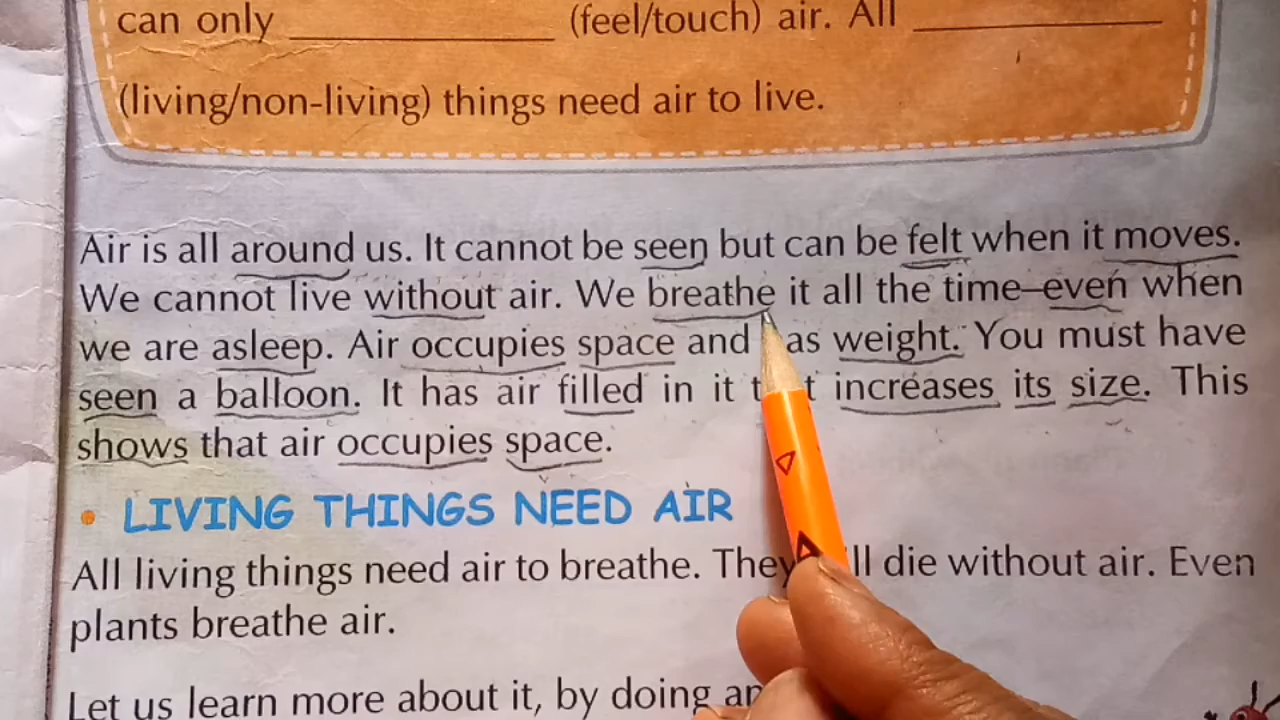 can only ____________ (feel/touch) air. All ____________
(living/non-living) things need air to live.
Air is all around us. It cannot be seen but can be felt when it moves.
We cannot live without air. We breathe it all the time–even when
we are asleep. Air occupies space and has weight. You must have
seen a balloon. It has air filled in it that increases its size. This
shows that air occupies space.
• LIVING THINGS NEED AIR
All living things need air to breathe. They will die without air. Even
plants breathe air.
Let us learn more about it, by doing